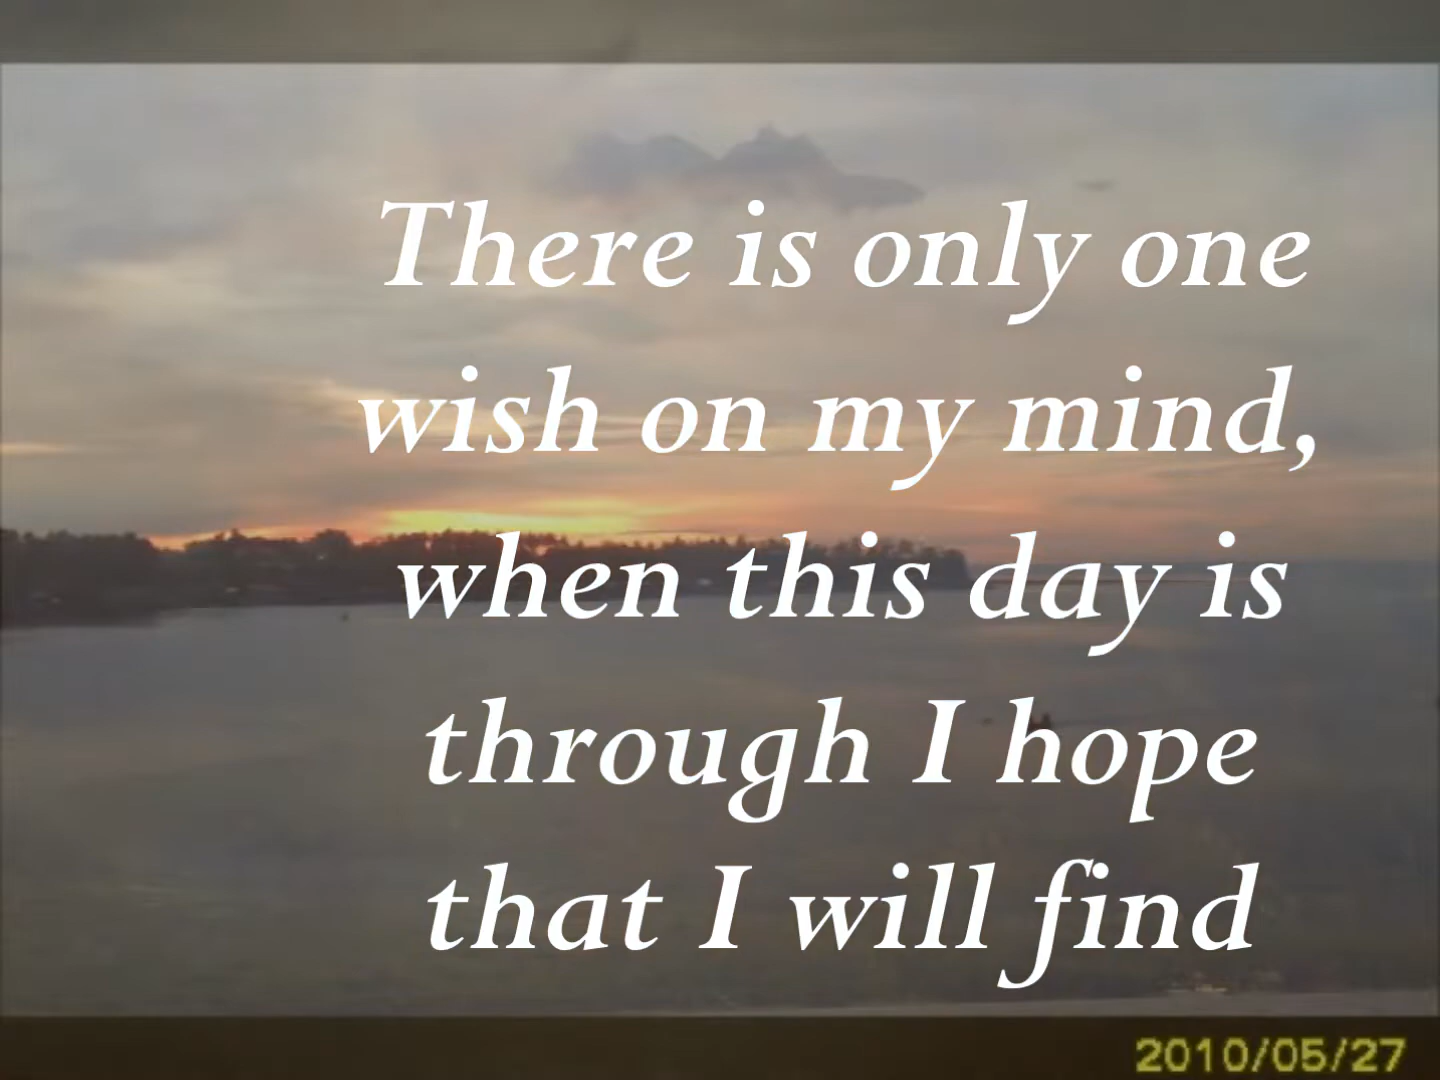 There is only one
wish on my mind,
when this day is
through I hope
that I will find
2010/05/27